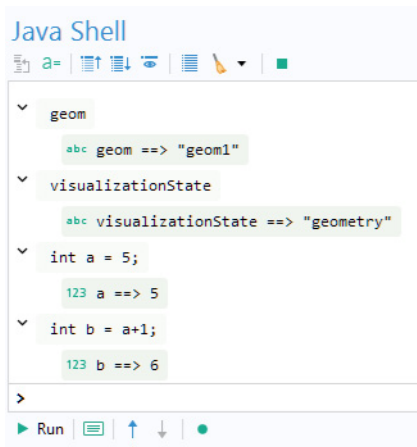 Java Shell
a=
geom
abc geom ==> "geom1"
visualizationState
abc visualizationState ==> "geometry"
int a = 5;
123 a ==> 5
int b = a+1;
123 b ==> 6
>
Run